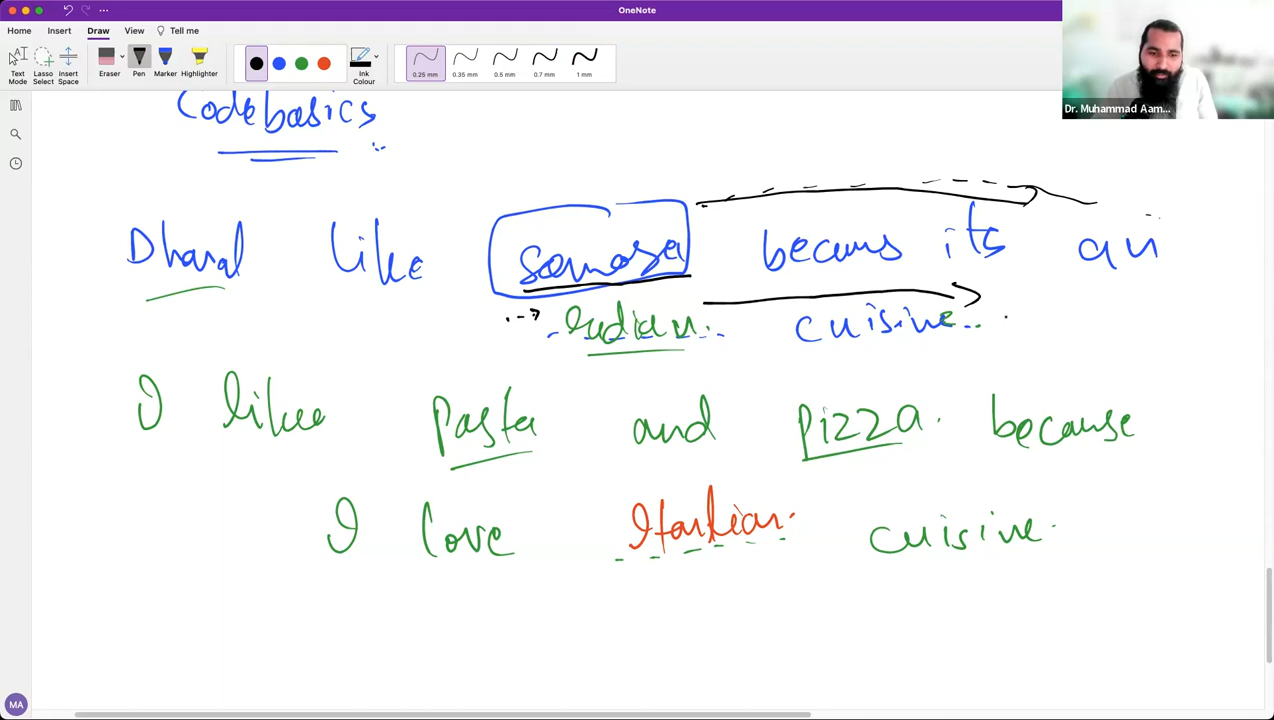 OneNote
Home Insert Draw View Tell me
Text Mode Lasso Select Insert Space Eraser Pen Marker Highlighter Ink Colour 0.25 mm 0.35 mm 0.5 mm 0.7 mm 1 mm
Dr. Muhammad Aam...
Codebasics
Dhaval like samosa becaus its an
indian cuisine
I like Pasta and Pizza. because
I love Italian cuisine.
MA